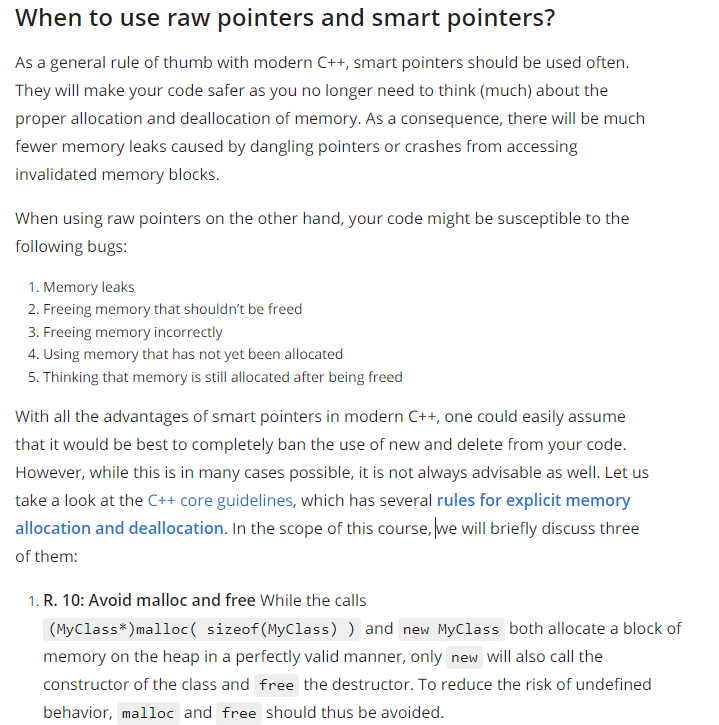 When to use raw pointers and smart pointers?
As a general rule of thumb with modern C++, smart pointers should be used often.
They will make your code safer as you no longer need to think (much) about the
proper allocation and deallocation of memory. As a consequence, there will be much
fewer memory leaks caused by dangling pointers or crashes from accessing
invalidated memory blocks.
When using raw pointers on the other hand, your code might be susceptible to the
following bugs:
1. Memory leaks
2. Freeing memory that shouldn’t be freed
3. Freeing memory incorrectly
4. Using memory that has not yet been allocated
5. Thinking that memory is still allocated after being freed
With all the advantages of smart pointers in modern C++, one could easily assume
that it would be best to completely ban the use of new and delete from your code.
However, while this is in many cases possible, it is not always advisable as well. Let us
take a look at the C++ core guidelines, which has several rules for explicit memory
allocation and deallocation. In the scope of this course, we will briefly discuss three
of them:
1. R. 10: Avoid malloc and free While the calls
(MyClass*)malloc( sizeof(MyClass) ) and new MyClass both allocate a block of
memory on the heap in a perfectly valid manner, only new will also call the
constructor of the class and free the destructor. To reduce the risk of undefined
behavior, malloc and free should thus be avoided.